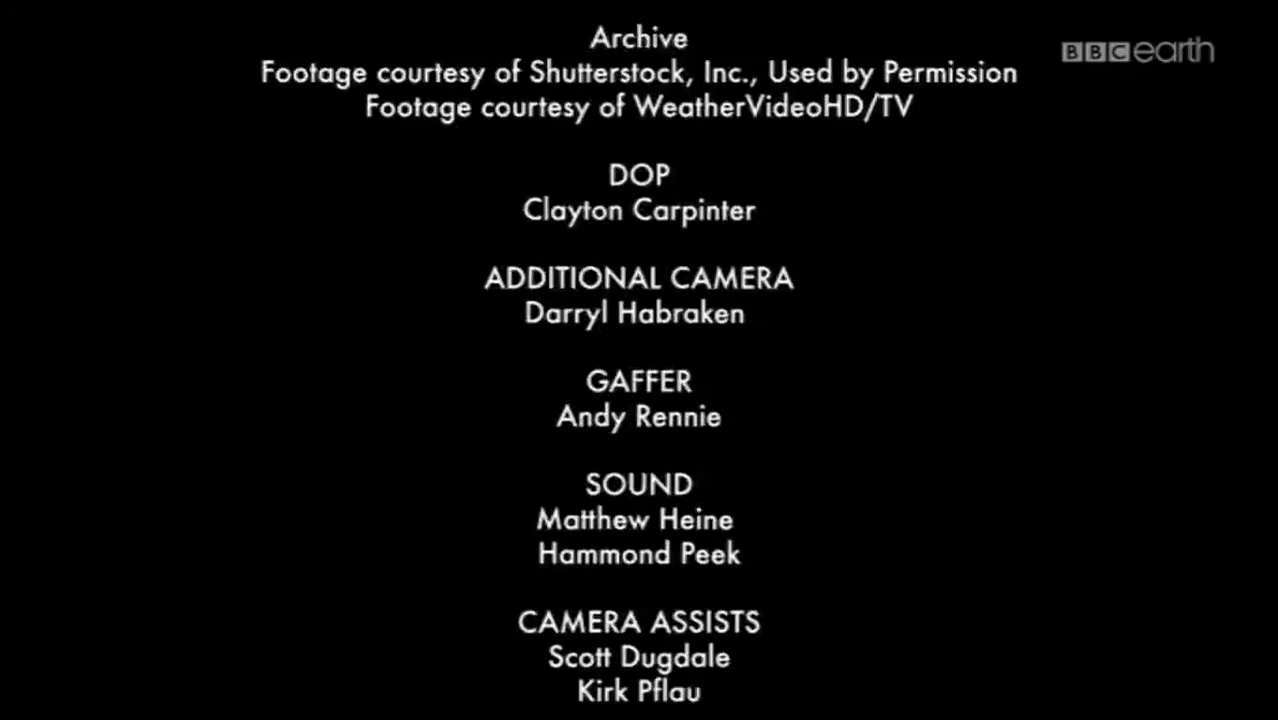 Archive
BBC earth
Footage courtesy of Shutterstock, Inc., Used by Permission
Footage courtesy of WeatherVideoHD/TV
DOP
Clayton Carpinter
ADDITIONAL CAMERA
Darryl Habraken
GAFFER
Andy Rennie
SOUND
Matthew Heine
Hammond Peek
CAMERA ASSISTS
Scott Dugdale
Kirk Pflau